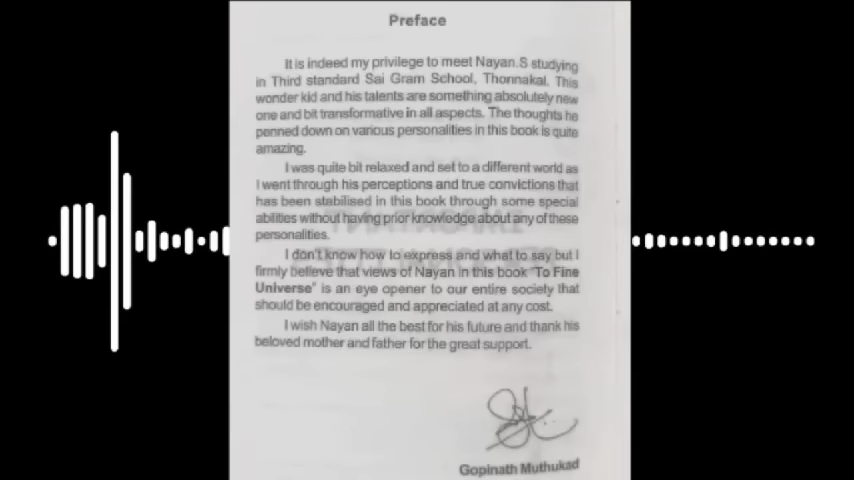 Preface
It is indeed my privilege to meet Nayan.S studying
in Third standard Sai Gram School, Thonnakal. This
wonder kid and his talents are something absolutely new
one and bit transformative in all aspects. The thoughts he
penned down on various personalities in this book is quite
amazing.
I was quite bit relaxed and set to a different world as
I went through his perceptions and true convictions that
has been stabilised in this book through some special
abilities without having prior knowledge about any of these
personalities.
I don't know how to express and what to say but I
firmly believe that views of Nayan in this book "To Fine
Universe" is an eye opener to our entire society that
should be encouraged and appreciated at any cost.
I wish Nayan all the best for his future and thank his
beloved mother and father for the great support.
Gopinath Muthukad